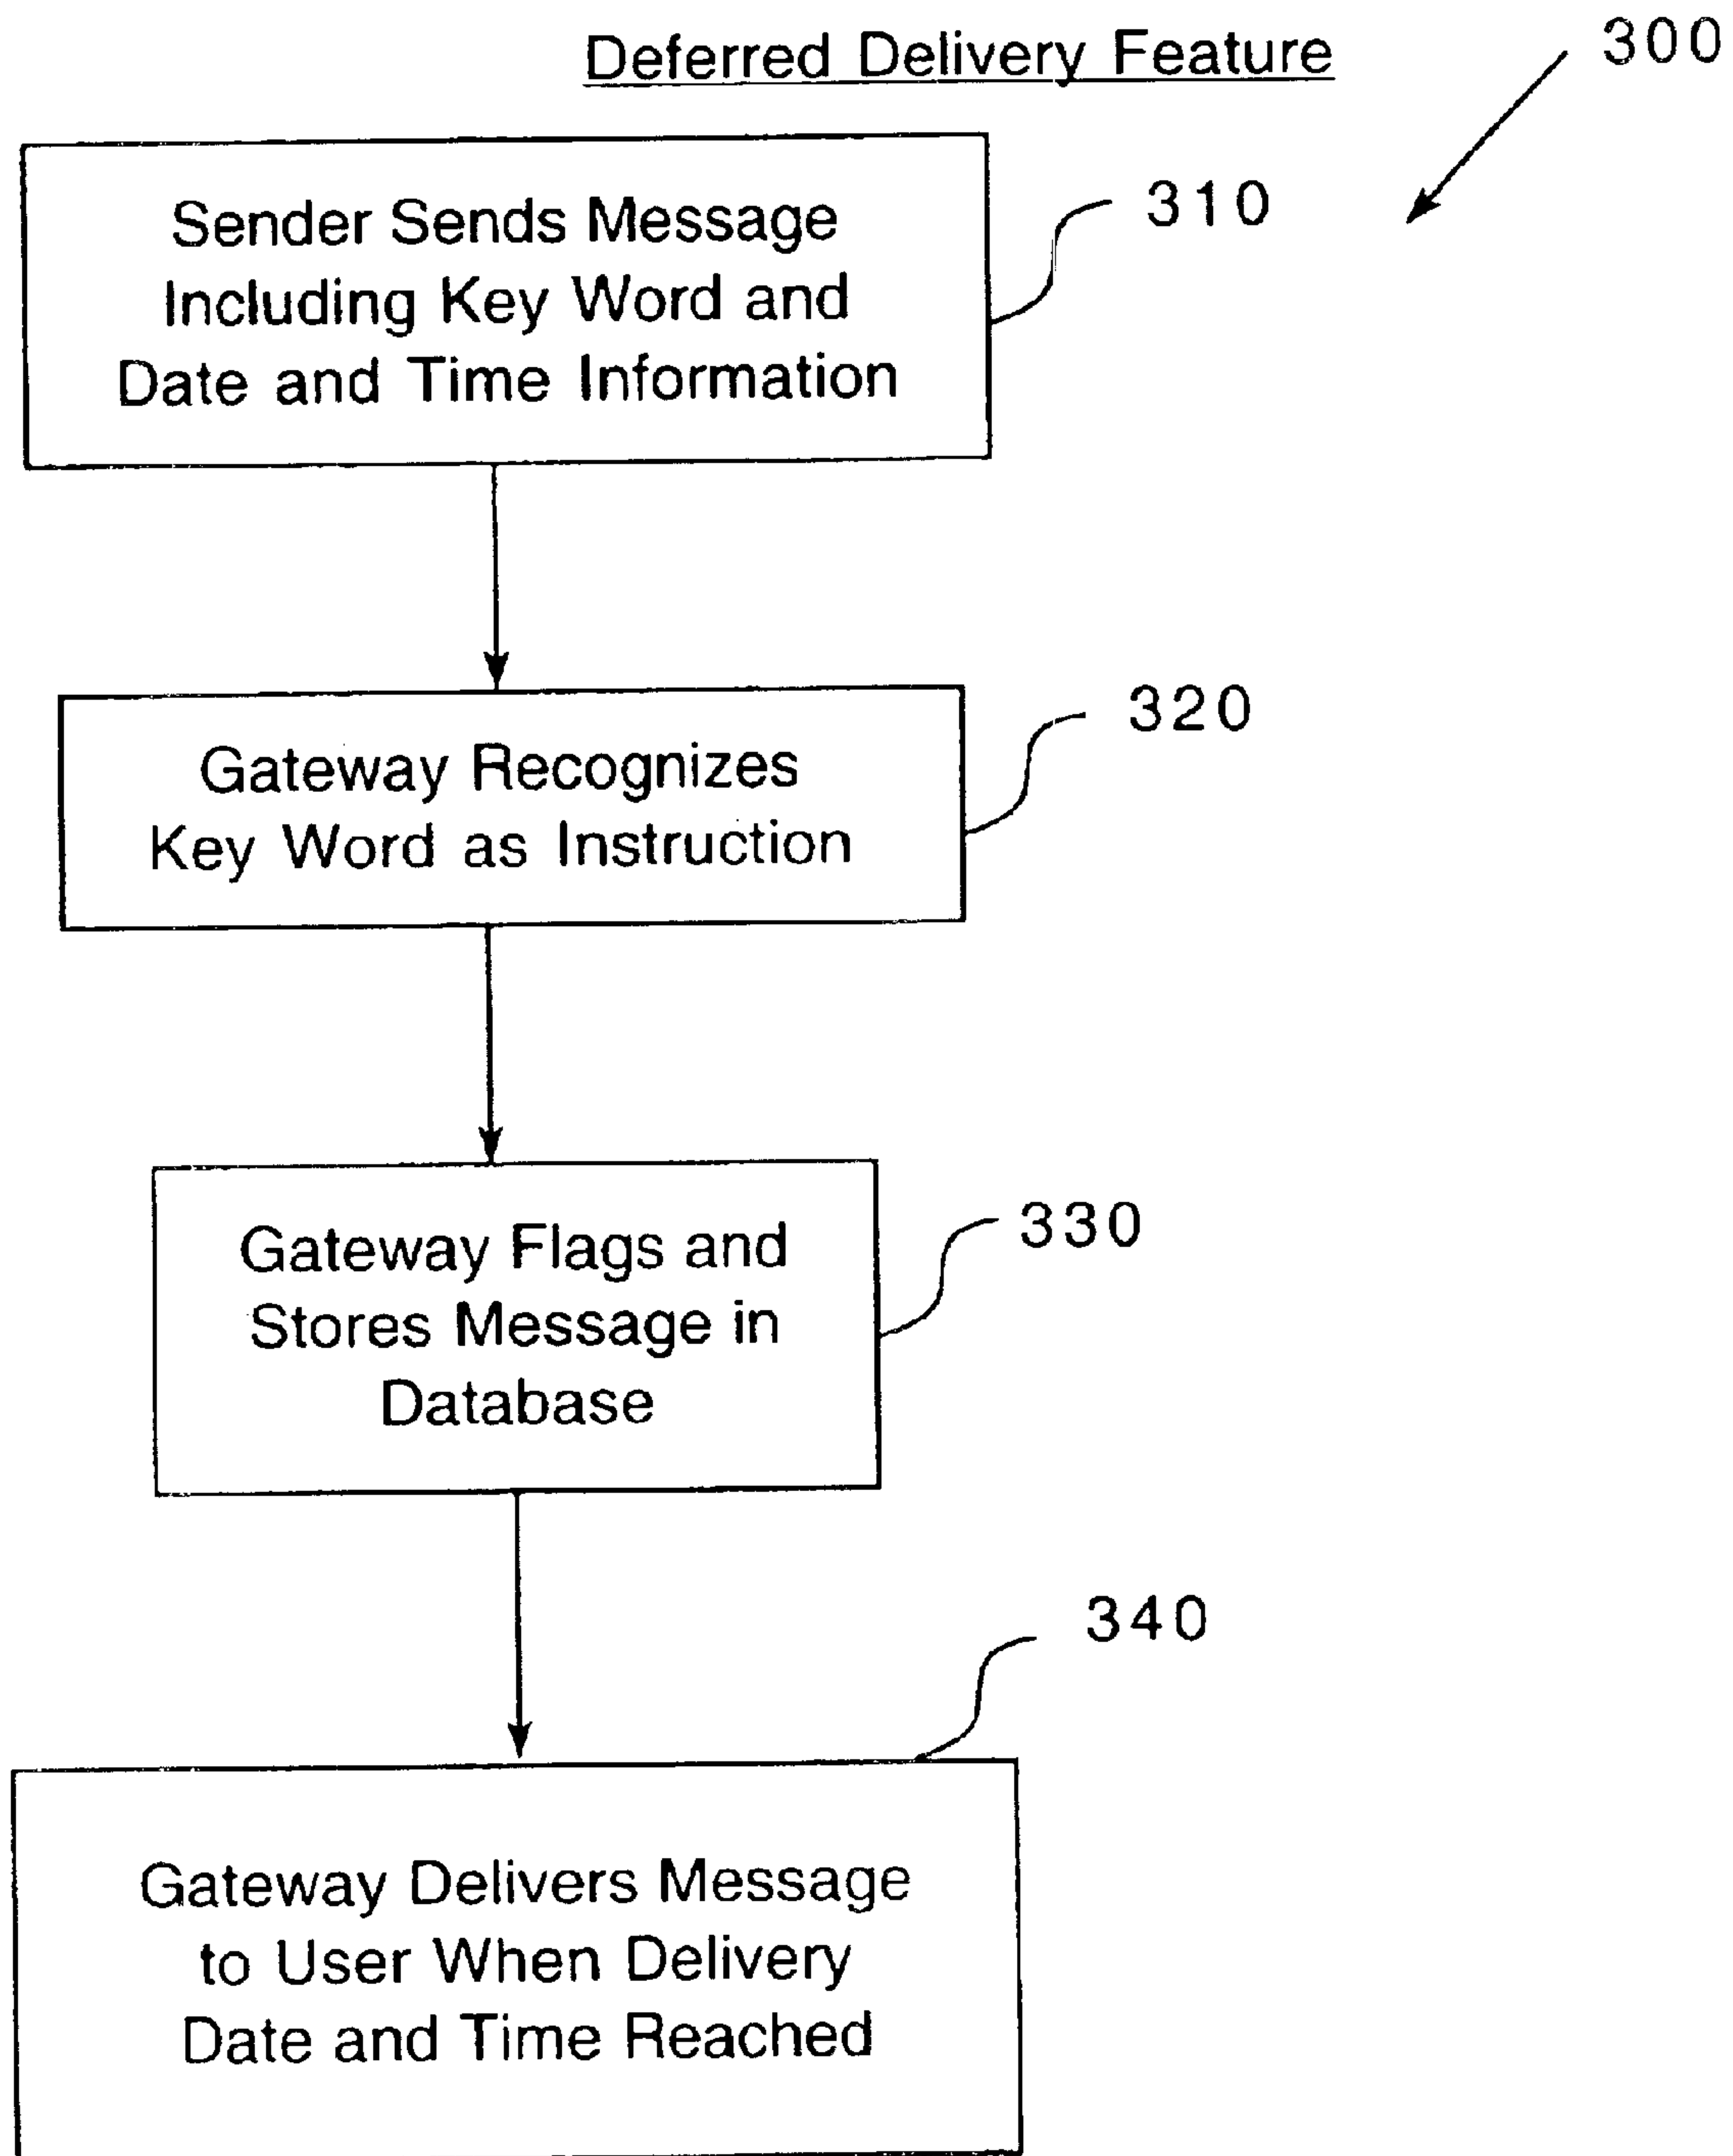 Deferred Delivery Feature
300
Sender Sends Message
Including Key Word and
Date and Time Information
310
Gateway Recognizes
Key Word as Instruction
320
Gateway Flags and
Stores Message in
Database
330
340
Gateway Delivers Message
to User When Delivery
Date and Time Reached